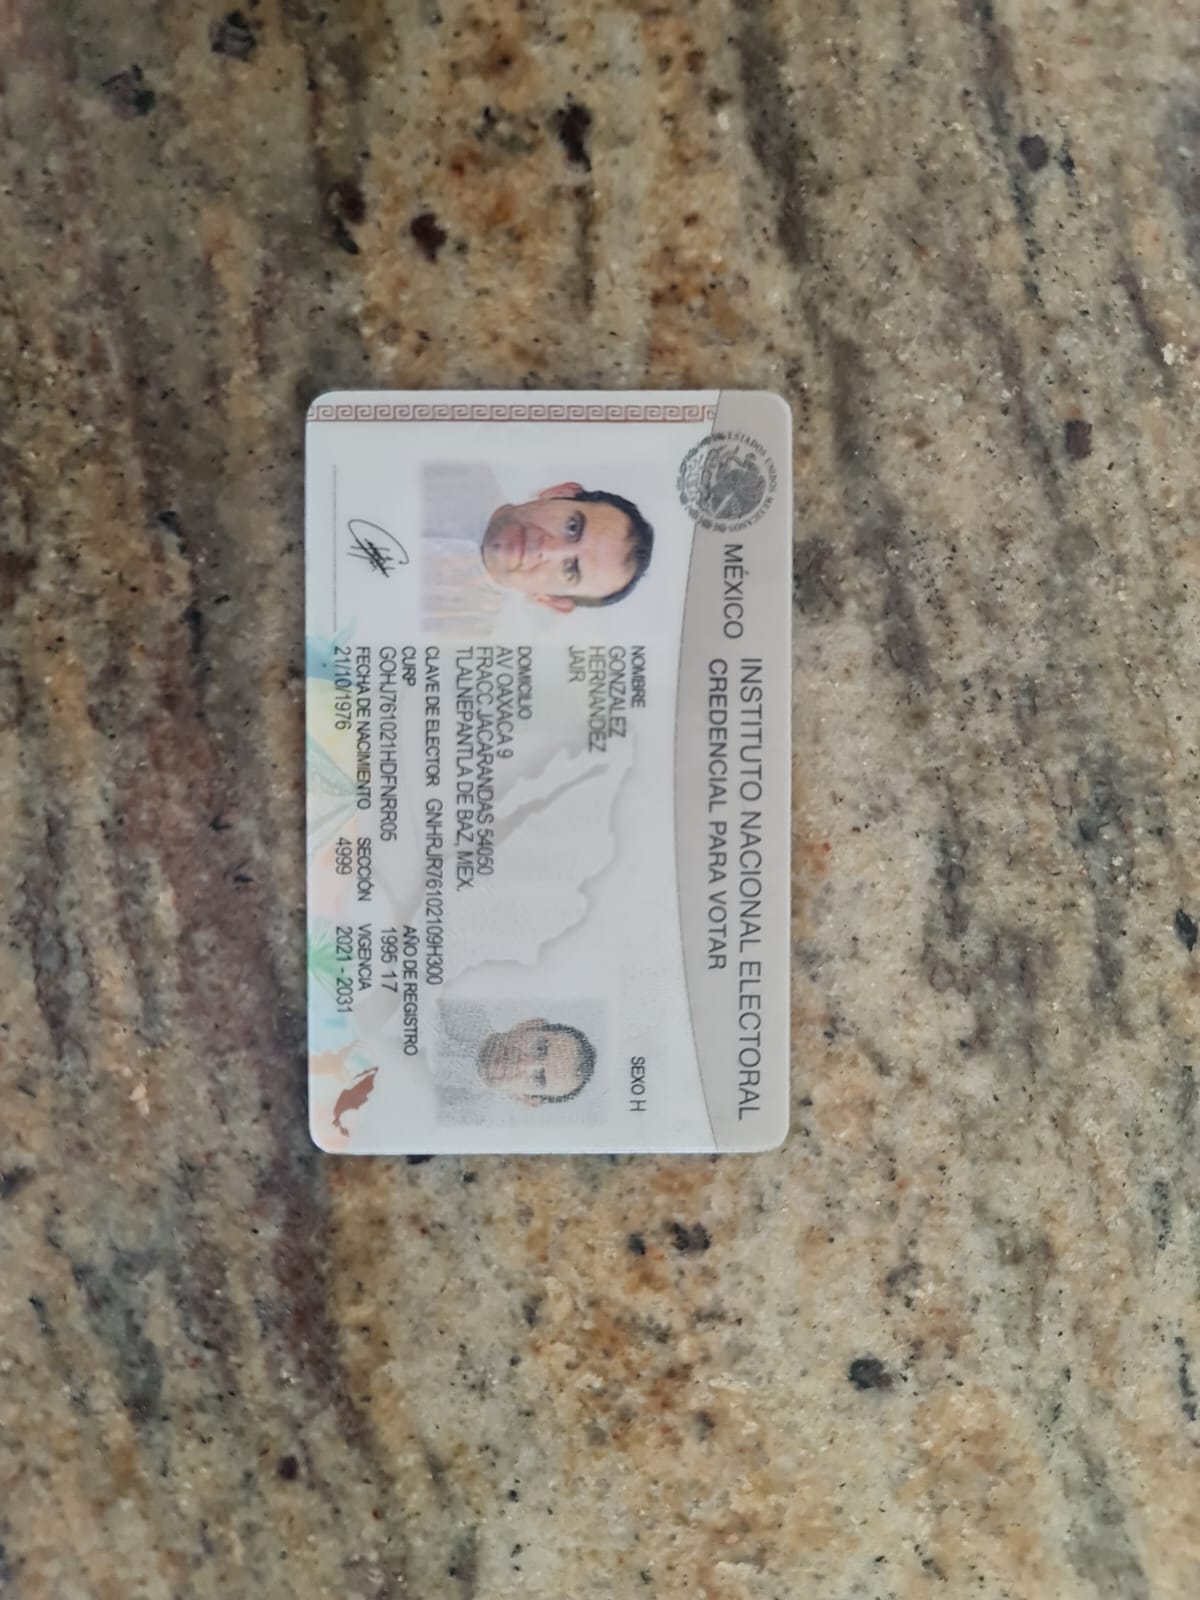 ESTADOS UNIDOS MEXICANOS
MÉXICO
INSTITUTO NACIONAL ELECTORAL
CREDENCIAL PARA VOTAR
NOMBRE
GONZALEZ
HERNANDEZ
JAIR
SEXO H
DOMICILIO
AV OAXACA 9
FRACC JACARANDAS 54050
TLALNEPANTLA DE BAZ, MEX.
CLAVE DE ELECTOR GNHRJR76102109H300
CURP
GOHJ761021HDFNRR05
AÑO DE REGISTRO
1995 17
FECHA DE NACIMIENTO
21/10/1976
SECCIÓN
4999
VIGENCIA
2021 - 2031